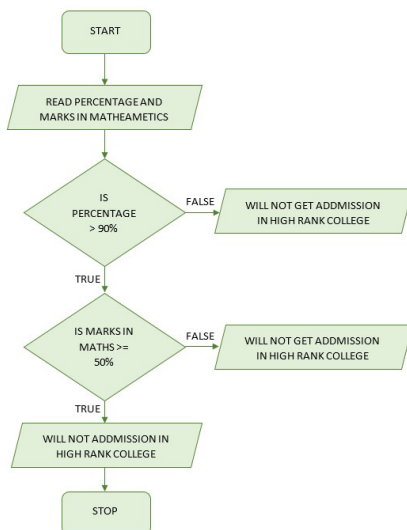 START
READ PERCENTAGE AND
MARKS IN MATHEAMETICS
IS
PERCENTAGE
> 90%
FALSE
WILL NOT GET ADDMISSION
IN HIGH RANK COLLEGE
TRUE
IS MARKS IN
MATHS >=
50%
FALSE
WILL NOT GET ADDMISSION
IN HIGH RANK COLLEGE
TRUE
WILL NOT ADDMISSION IN
HIGH RANK COLLEGE
STOP